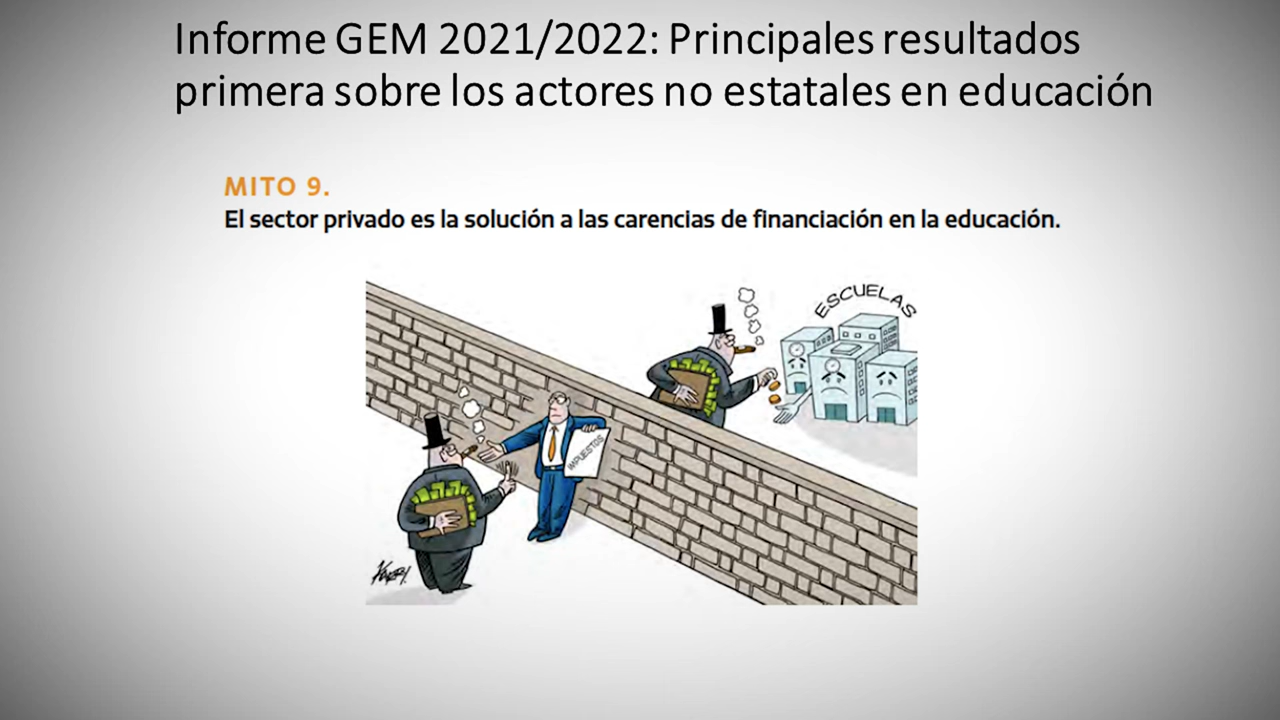 Informe GEM 2021/2022: Principales resultados
primera sobre los actores no estatales en educación
MITO 9.
El sector privado es la solución a las carencias de financiación en la educación.
ESCUELAS
IMPUESTOS